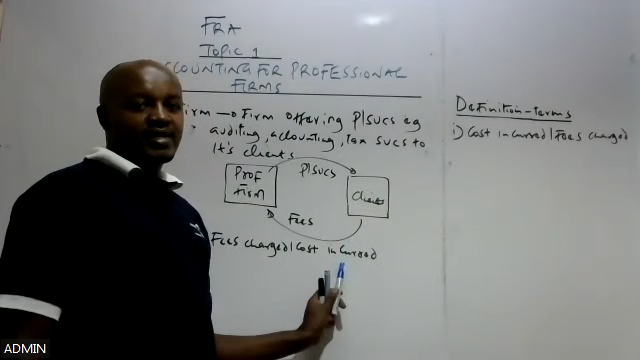 FRA
TOPIC 1
ACCOUNTING FOR PROFESSIONAL
FIRMS
Firm → Firm offering P/svcs eg
auditing, accounting, Tax svcs to
It's clients
P/svcs
Prof
Firm
Clients
Fees
Fees charged/Cost incurred
Definition-terms
i) Cost incurred/Fees charged
ADMIN